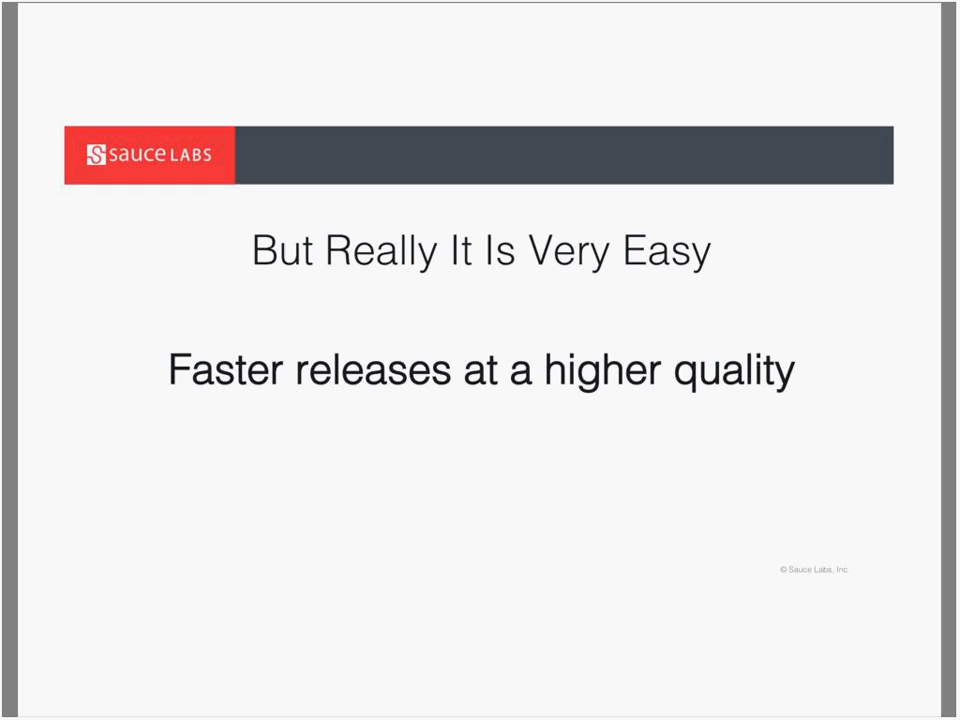 sauce LABS
But Really It Is Very Easy
Faster releases at a higher quality
© Sauce Labs, Inc.